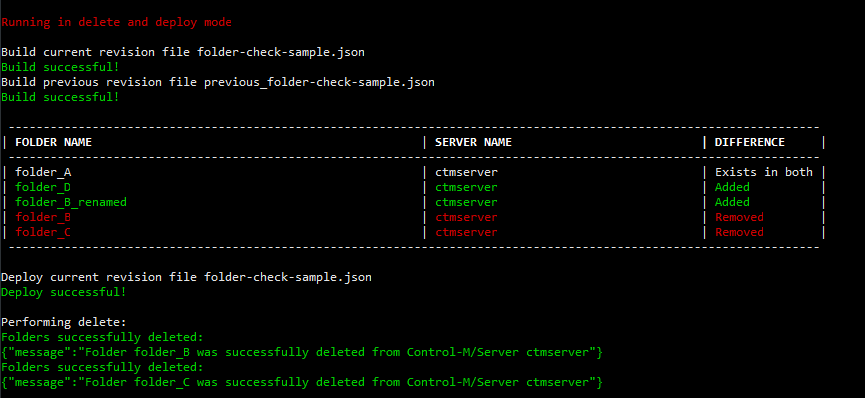 Running in delete and deploy mode
Build current revision file folder-check-sample.json
Build successful!
Build previous revision file previous_folder-check-sample.json
Build successful!
| FOLDER NAME | SERVER NAME | DIFFERENCE |
| folder_A | ctmserver | Exists in both |
| folder_D | ctmserver | Added |
| folder_B_renamed | ctmserver | Added |
| folder_B | ctmserver | Removed |
| folder_C | ctmserver | Removed |
Deploy current revision file folder-check-sample.json
Deploy successful!
Performing delete:
Folders successfully deleted:
{"message":"Folder folder_B was successfully deleted from Control-M/Server ctmserver"}
Folders successfully deleted:
{"message":"Folder folder_C was successfully deleted from Control-M/Server ctmserver"}